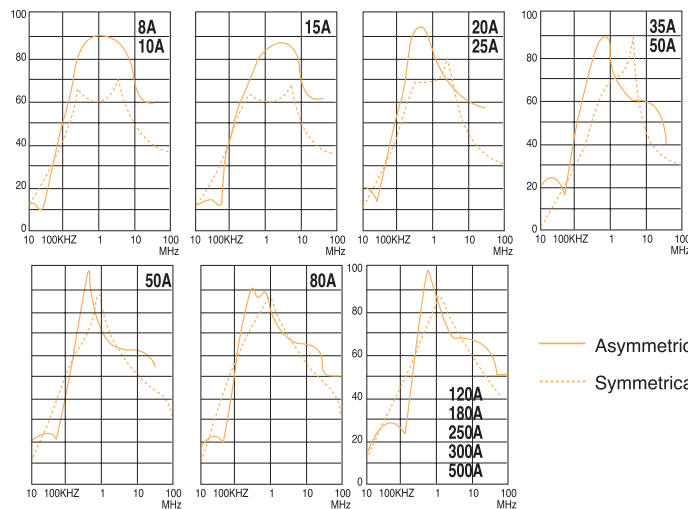 8A
10A
100
80
60
40
20
0
10 100KHZ 1 10 100
MHz
15A
10 100KHZ 1 10 100
MHz
20A
25A
100
80
60
40
20
0
10 100KHZ 1 10 100
MHz
35A
50A
100
80
60
40
20
0
10 100KHZ 1 10 100
MHz
50A
10 100KHZ 1 10 100
MHz
80A
10 100KHZ 1 10 100
MHz
100
80
60
40
20
0
120A
180A
250A
300A
500A
10 100KHZ 1 10 100
MHz
Asymmetric
Symmetrica